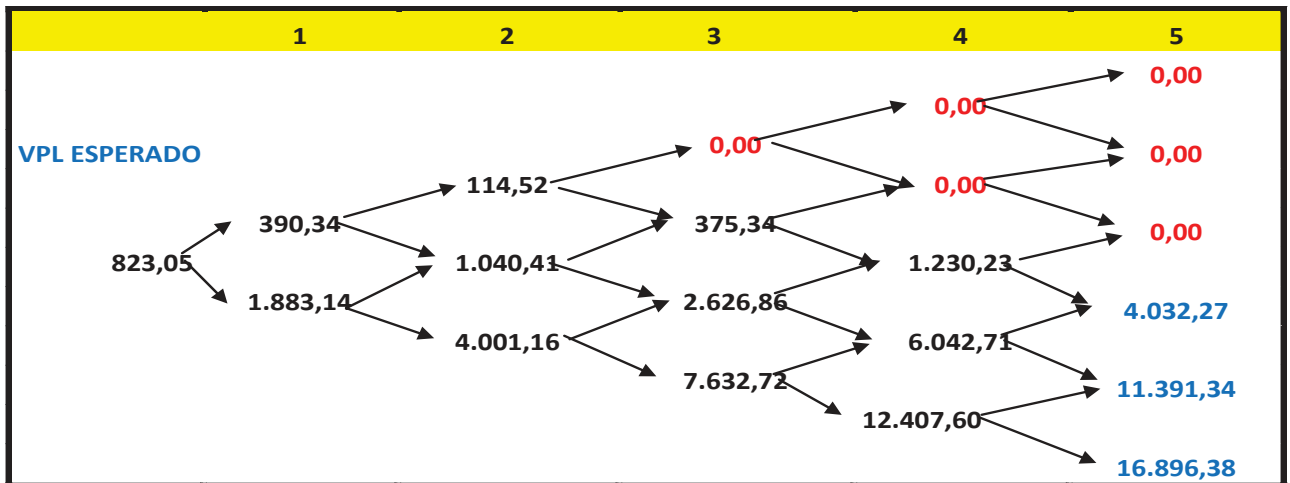 1 2 3 4 5
0,00
0,00
VPL ESPERADO 0,00 0,00
114,52 0,00
390,34 375,34 0,00
823,05 1.040,41 1.230,23
1.883,14 2.626,86 4.032,27
4.001,16 6.042,71
7.632,72 11.391,34
12.407,60
16.896,38